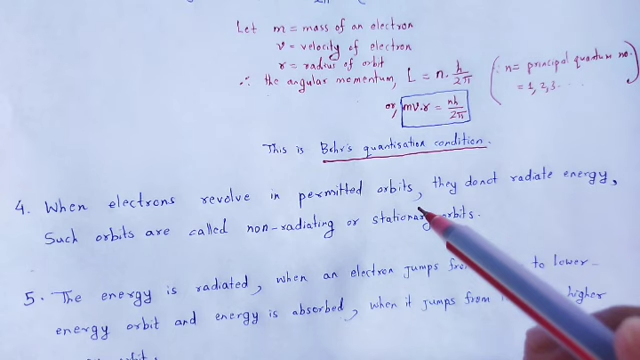 Let m = mass of an electron
v = velocity of electron
r = radius of orbit
∴ the angular momentum, L = n. h/2π (∵ n = principal quantum no. = 1, 2, 3. . . .)
or, mv.r = nh/2π
This is Bohr's quantisation condition.
4. When electrons revolve in permitted orbits, they donot radiate energy,
Such orbits are called non-radiating or stationary orbits.
5. The energy is radiated, when an electron jumps to lower-
energy orbit and energy is absorbed, when it jumps from higher
orbit.